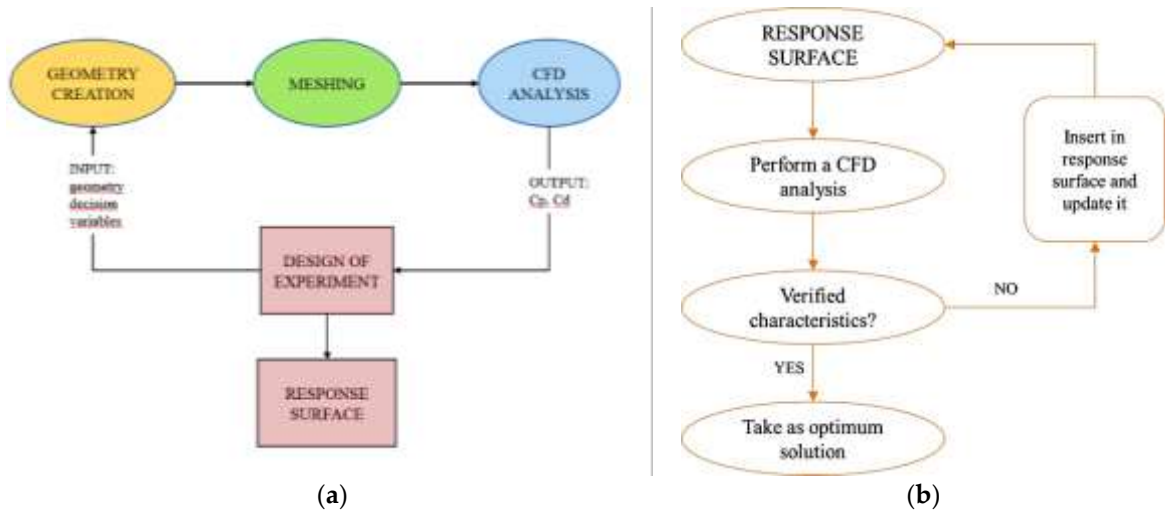 GEOMETRY
CREATION
MESHING
CFD
ANALYSIS
INPUT:
geometry
decision
variables
OUTPUT:
Cp, Cd
DESIGN OF
EXPERIMENT
RESPONSE
SURFACE
(a)
RESPONSE
SURFACE
Perform a CFD
analysis
Insert in
response
surface and
update it
Verified
characteristics?
NO
YES
Take as optimum
solution
(b)